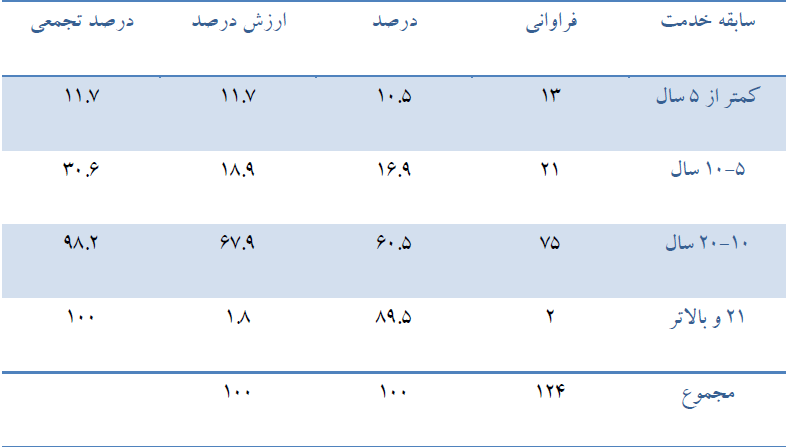 سابقه خدمت فراوانی درصد ارزش درصد درصد تجمعی
کمتر از ۵ سال ۱۳ ۱۰.۵ ۱۱.۷ ۱۱.۷
۵-۱۰ سال ۲۱ ۱۶.۹ ۱۸.۹ ۳۰.۶
۱۰-۲۰ سال ۷۵ ۶۰.۵ ۶۷.۹ ۹۸.۲
۲۱ و بالاتر ۲ ۸۹.۵ ۱.۸ ۱۰۰
مجموع ۱۲۴ ۱۰۰ ۱۰۰